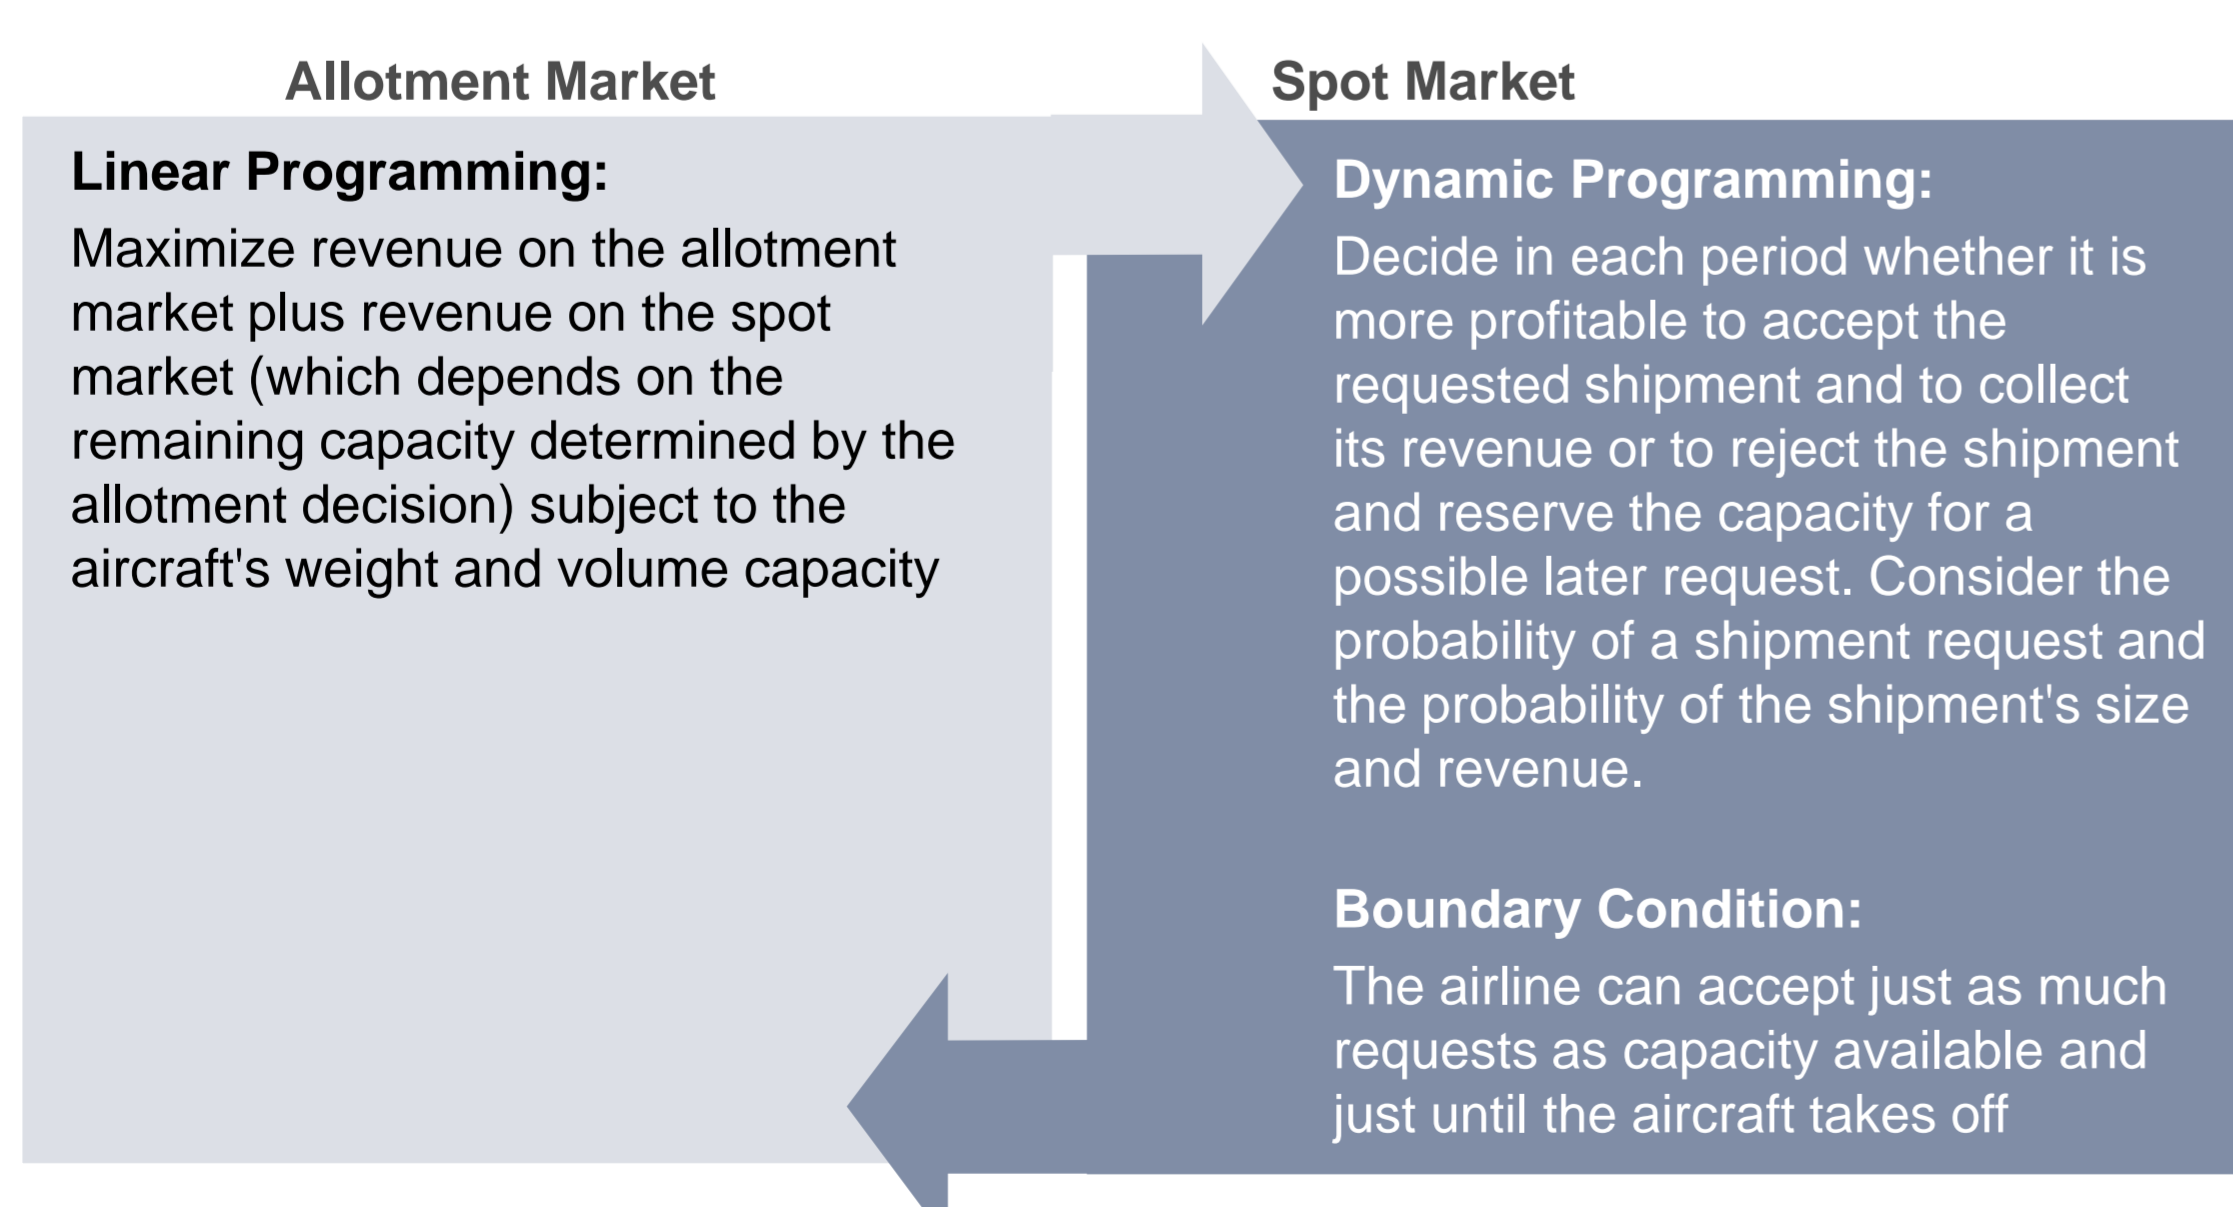 Allotment Market
Linear Programming:
Maximize revenue on the allotment
market plus revenue on the spot
market (which depends on the
remaining capacity determined by the
allotment decision) subject to the
aircraft's weight and volume capacity
Spot Market
Dynamic Programming:
Decide in each period whether it is
more profitable to accept the
requested shipment and to collect
its revenue or to reject the shipment
and reserve the capacity for a
possible later request. Consider the
probability of a shipment request and
the probability of the shipment's size
and revenue.
Boundary Condition:
The airline can accept just as much
requests as capacity available and
just until the aircraft takes off